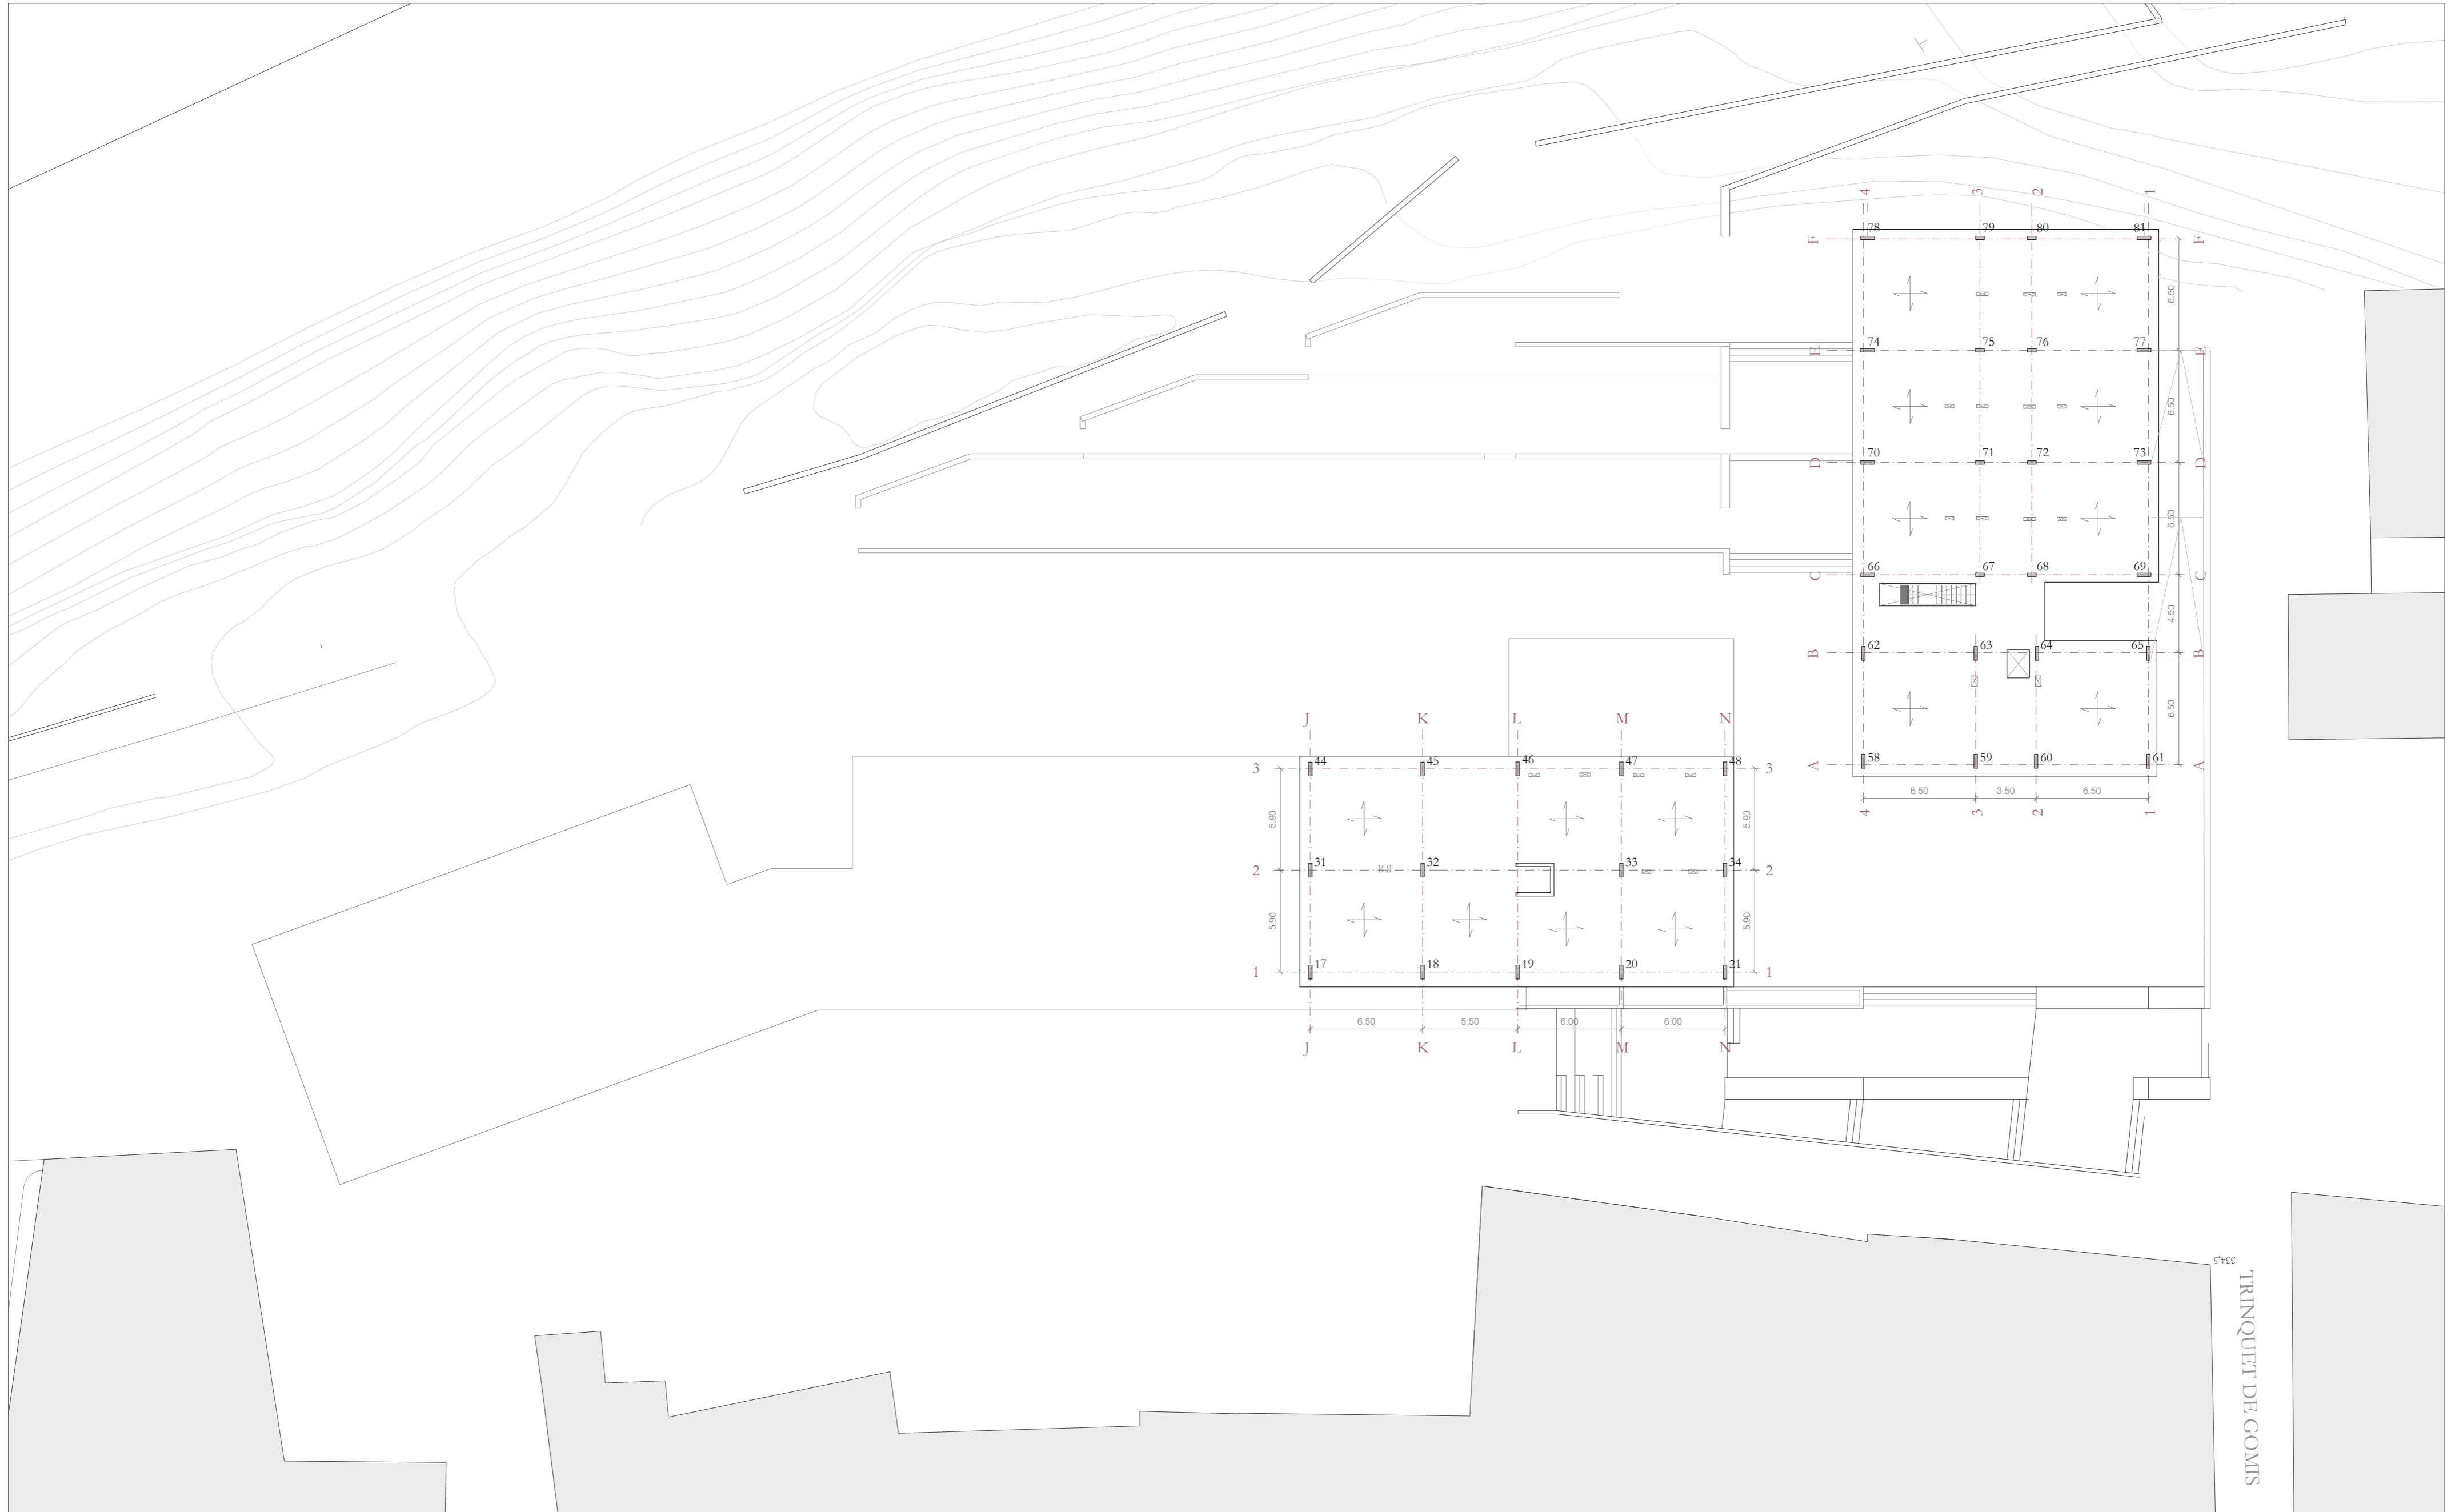 4 3 2 1
F 78 79 80 81 F
6.50
E 74 75 76 77 E
6.50
D 70 71 72 73 D
6.50
C 66 67 68 69 C
4.50
B 62 63 64 65 B
6.50
A 58 59 60 61 A
6.50 3.50 6.50
4 3 2 1
J K L M N
3 44 45 46 47 48 3
5.90 5.90
2 31 32 33 34 2
5.90 5.90
1 17 18 19 20 21 1
6.50 5.50 6.00 6.00
J K L M N
334,5
TRINQUET DE GOMIS